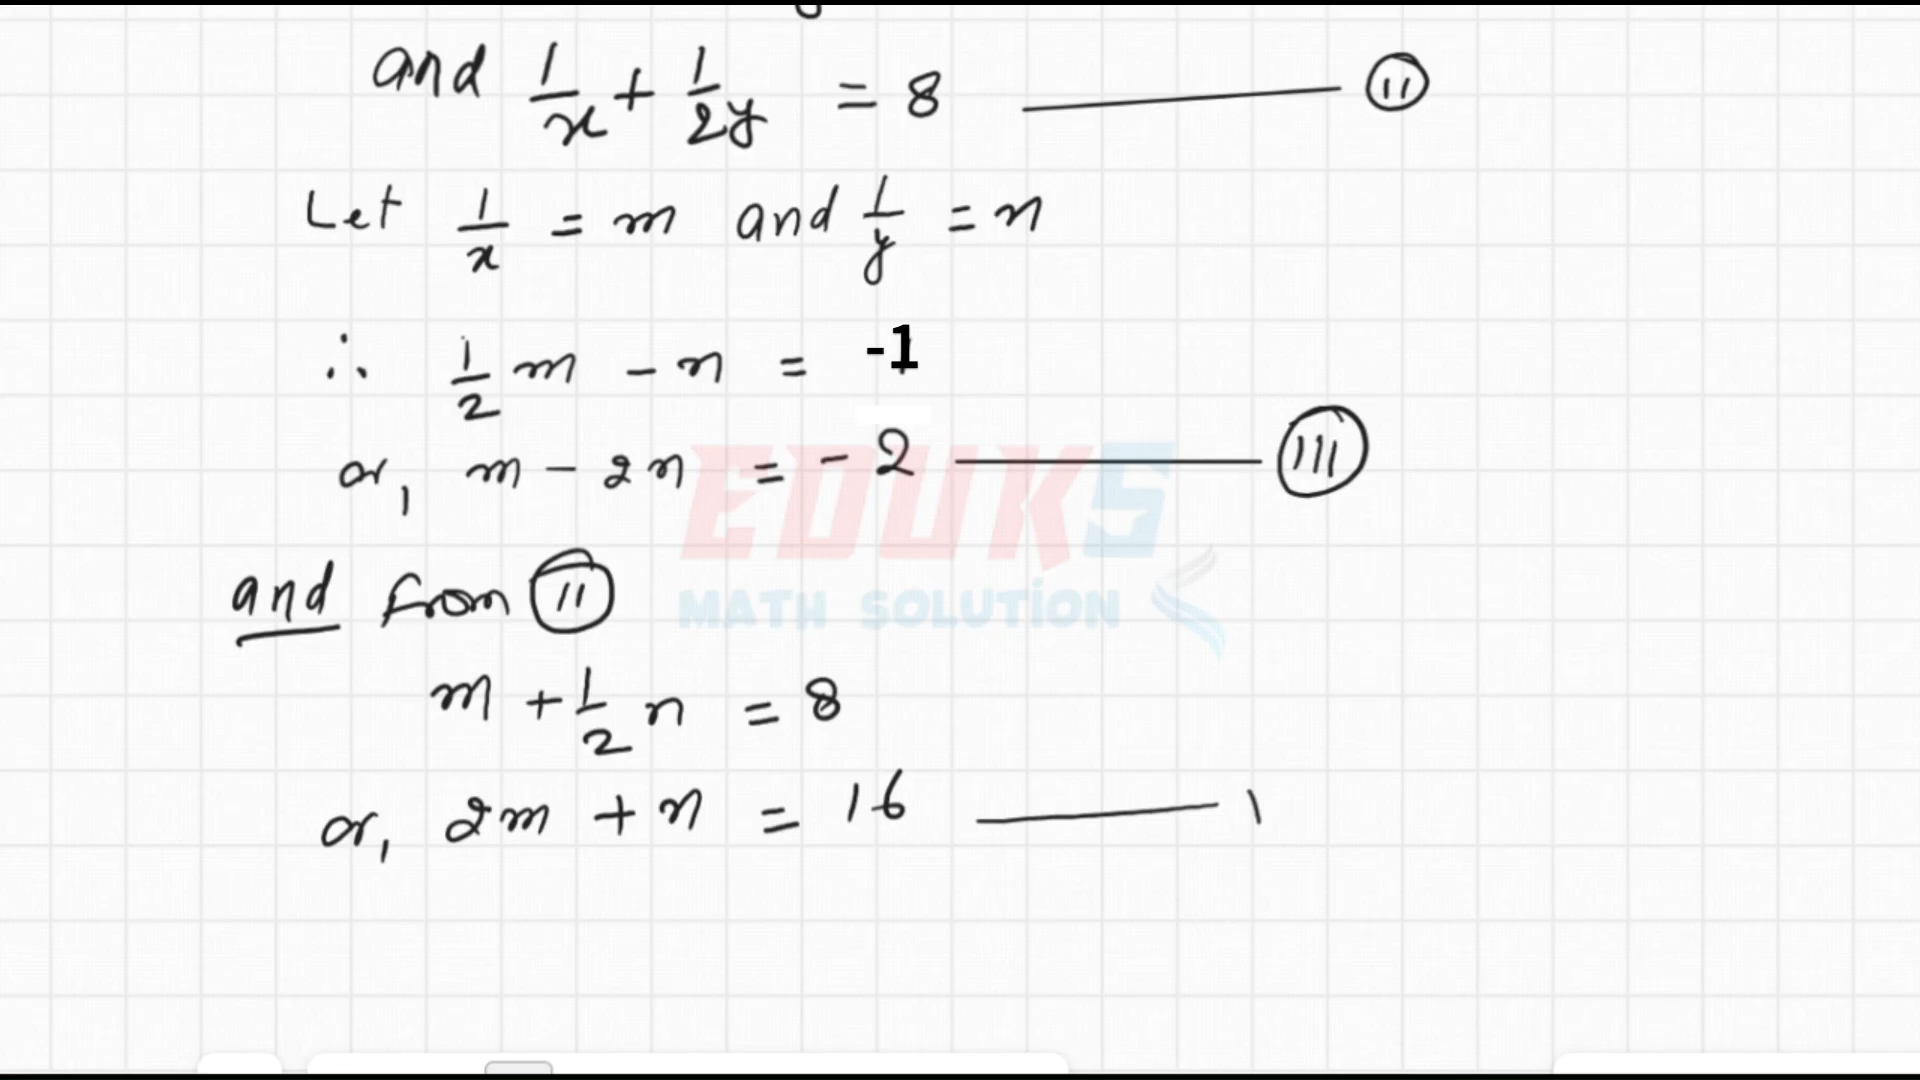 and 1/x + 1/2y = 8 —— (II)
Let 1/x = m and 1/y = n
∴ 1/2 m - n = -1
or, m - 2n = -2 —— (III)
EDUKS
MATH SOLUTION
and from (II)
m + 1/2 n = 8
or, 2m + n = 16 ——